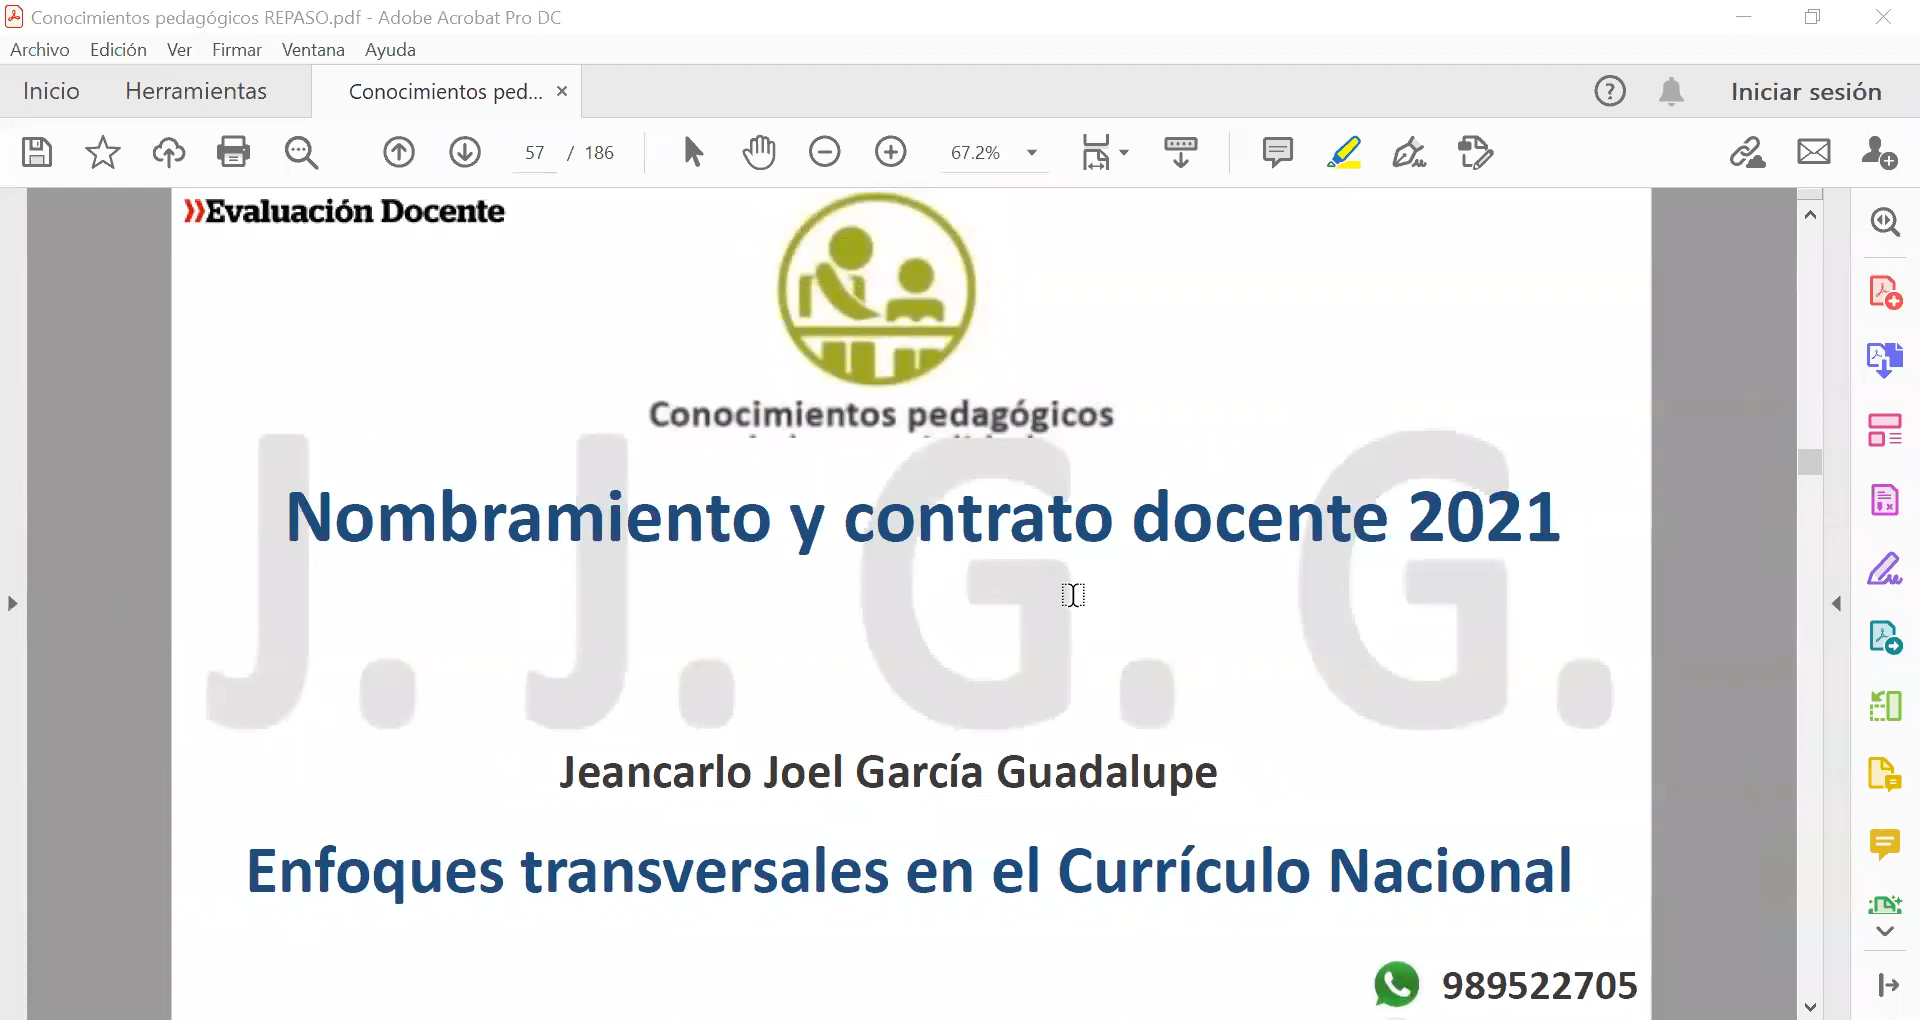 Conocimientos pedagógicos REPASO.pdf - Adobe Acrobat Pro DC
Archivo Edición Ver Firmar Ventana Ayuda
Inicio Herramientas Conocimientos ped... × Iniciar sesión
57 / 186 67.2%
Evaluación Docente
Conocimientos pedagógicos
J. J. G. G.
Nombramiento y contrato docente 2021
Jeancarlo Joel García Guadalupe
Enfoques transversales en el Currículo Nacional
989522705